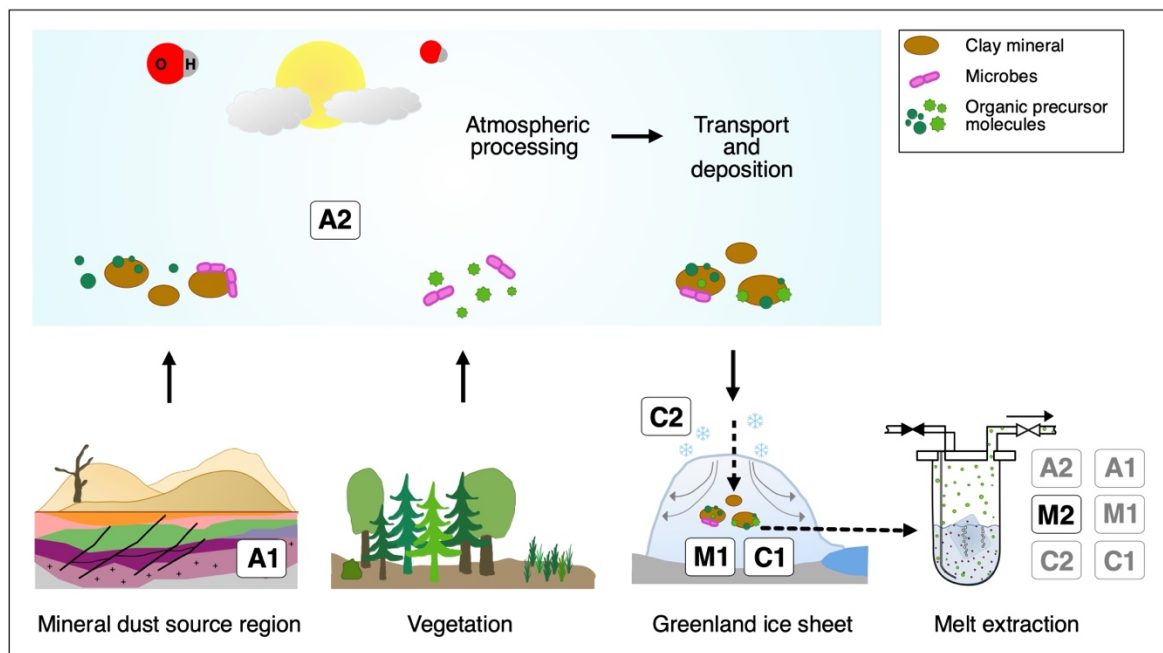 O H
Clay mineral
Microbes
Organic precursor
molecules
Atmospheric
processing
Transport
and
deposition
A2
C2
A1
M1 C1
A2 A1
M2 M1
C2 C1
Mineral dust source region
Vegetation
Greenland ice sheet
Melt extraction